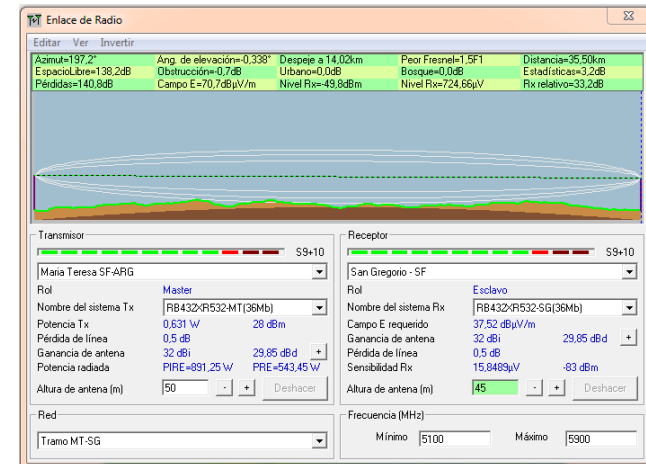 Enlace de Radio
Editar Ver Invertir
Azimut=197,2° Ang. de elevación=-0,338° Despeje a 14,02km Peor Fresnel=1,5F1 Distancia=35,50km
EspacioLibre=138,2dB Obstrucción=-0,7dB Urbano=0,0dB Bosque=0,0dB Estadísticas=3,2dB
Pérdidas=140,8dB Campo E=70,7dBµV/m Nivel Rx=-49,8dBm Nivel Rx=724,66µV Rx relativo=33,2dB
Transmisor
S9+10
Maria Teresa SF-ARG
Rol Master
Nombre del sistema Tx RB432XR532-MT(36Mb)
Potencia Tx 0,631 W 28 dBm
Pérdida de línea 0,5 dB
Ganancia de antena 32 dBi 29,85 dBd +
Potencia radiada PIRE=891,25 W PRE=543,45 W
Altura de antena (m) 50 - + Deshacer
Receptor
S9+10
San Gregorio - SF
Rol Esclavo
Nombre del sistema Rx RB432XR532-SG(36Mb)
Campo E requerido 37,52 dBµV/m
Ganancia de antena 32 dBi 29,85 dBd +
Pérdida de línea 0,5 dB
Sensibilidad Rx 15,8489µV -83 dBm
Altura de antena (m) 45 - + Deshacer
Red
Tramo MT-SG
Frecuencia (MHz)
Mínimo 5100 Máximo 5900